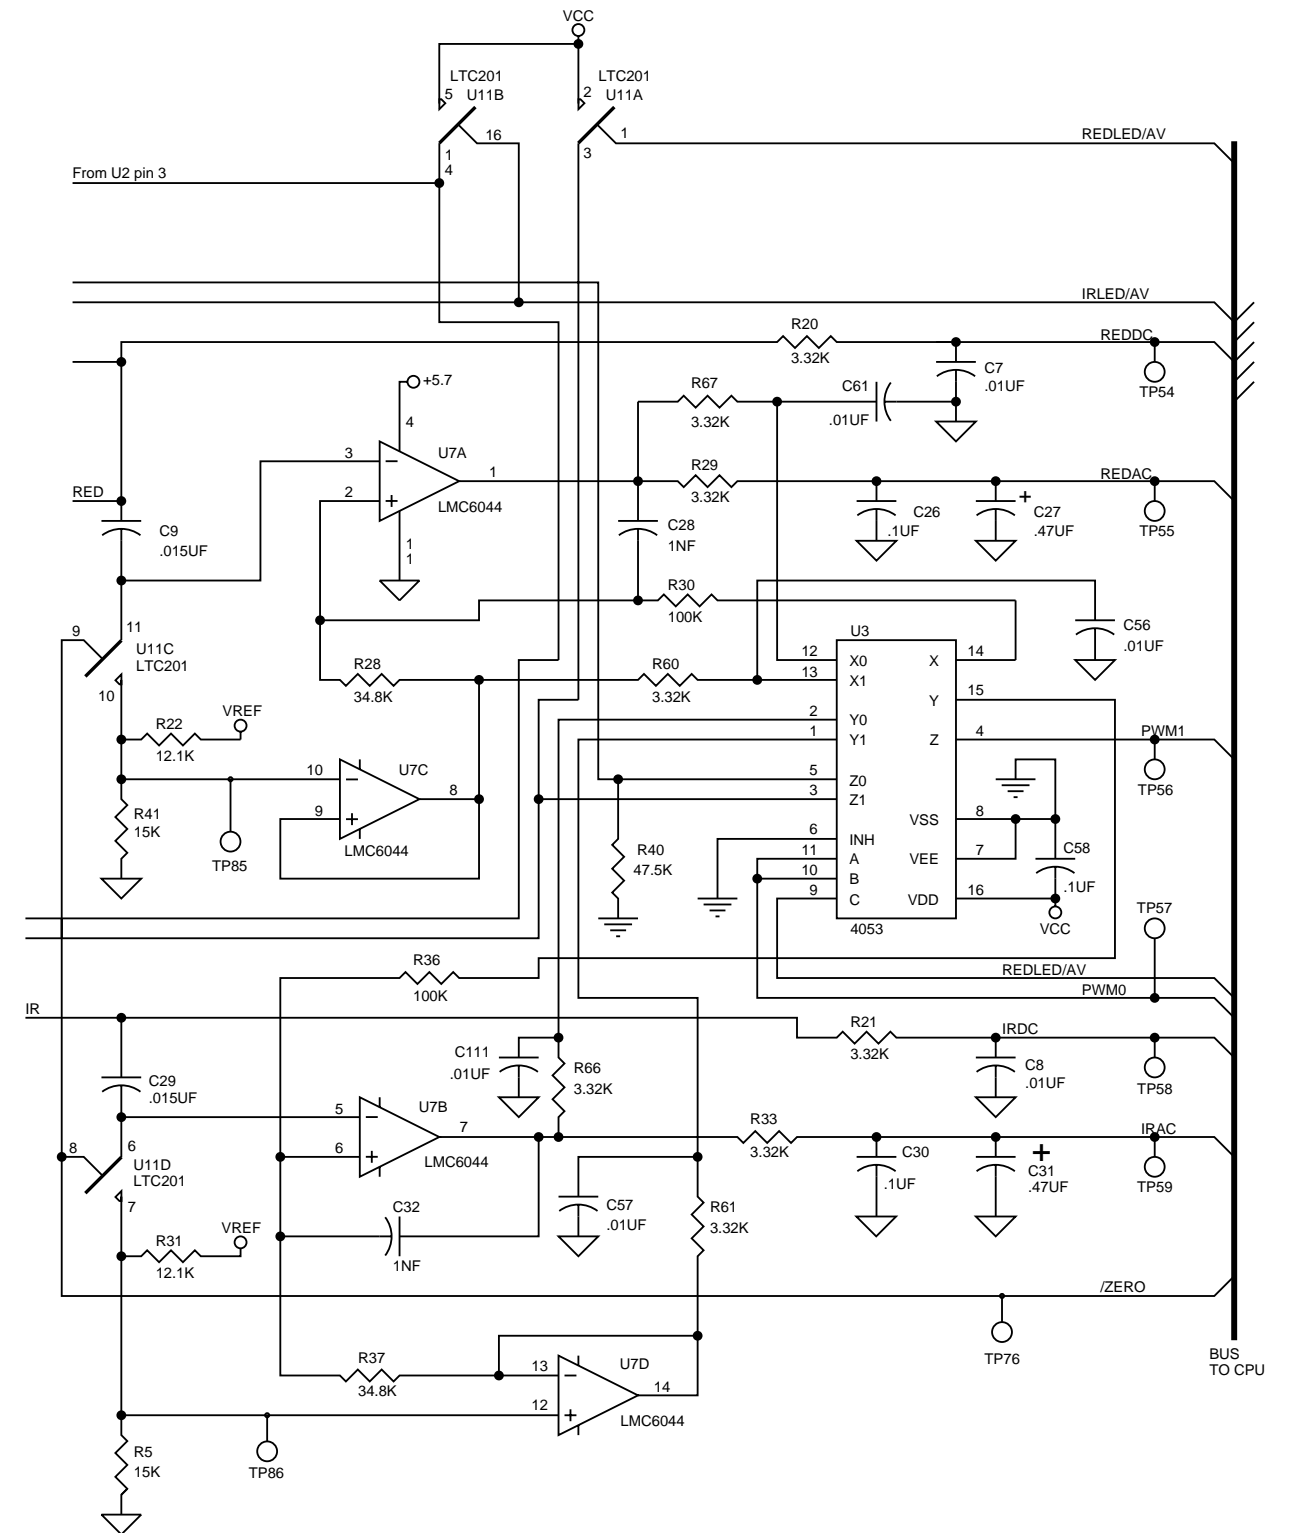 VCC
LTC201
5 U11B
LTC201
2 U11A
16
1
REDLED/AV
1
4
3
From U2 pin 3
IRLED/AV
R20
3.32K
REDDC
C7
.01UF
TP54
+5.7
4
R67
3.32K
C61
.01UF
U7A
3
−
1
2
+
LMC6044
R29
3.32K
REDAC
RED
C9
.015UF
1
1
C28
1NF
C26
.1UF
+
C27
.47UF
TP55
R30
100K
9
11
U11C
LTC201
10
C56
.01UF
U3
R28
34.8K
R60
3.32K
12 X0 X 14
13 X1
Y 15
2 Y0
1 Y1 Z 4
PWM1
TP56
R22
12.1K
VREF
10
−
U7C
8
9
+
LMC6044
R41
15K
TP85
5 Z0
3 Z1
VSS 8
6 INH
11 A VEE 7
10 B
9 C VDD 16
4053
R40
47.5K
C58
.1UF
VCC
TP57
R36
100K
REDLED/AV
PWM0
IR
R21
3.32K
IRDC
C111
.01UF
R66
3.32K
C8
.01UF
TP58
C29
.015UF
5
−
U7B
7
6
+
LMC6044
R33
3.32K
IRAC
8
6
U11D
LTC201
7
C30
.1UF
+
C31
.47UF
TP59
C32
1NF
C57
.01UF
R61
3.32K
R31
12.1K
VREF
/ZERO
TP76
BUS
TO CPU
R37
34.8K
13
−
U7D
14
12
+
LMC6044
R5
15K
TP86